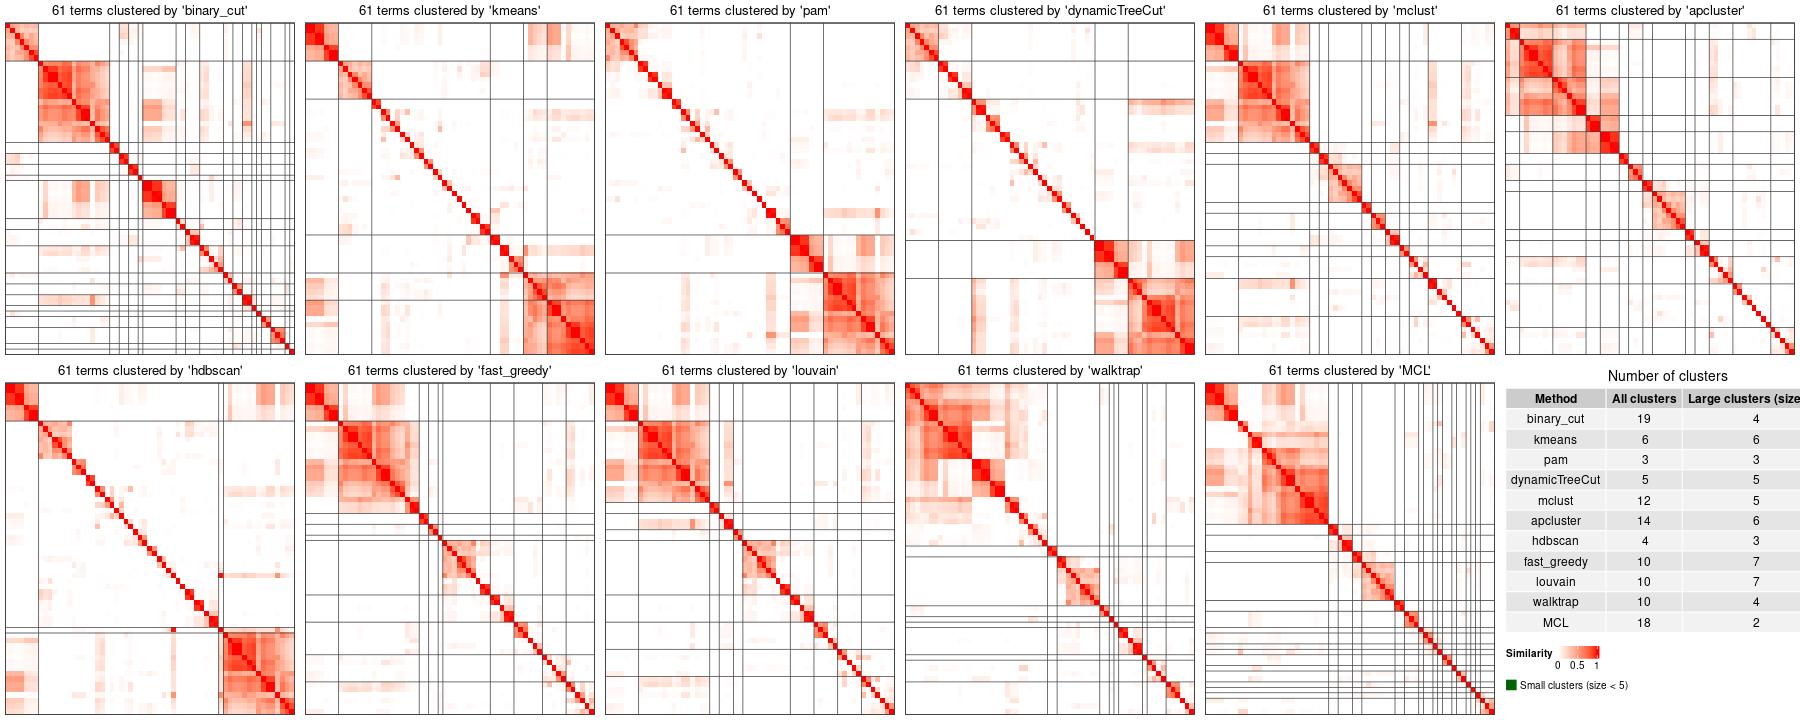 61 terms clustered by 'binary_cut'
61 terms clustered by 'kmeans'
61 terms clustered by 'pam'
61 terms clustered by 'dynamicTreeCut'
61 terms clustered by 'mclust'
61 terms clustered by 'apcluster'
61 terms clustered by 'hdbscan'
61 terms clustered by 'fast_greedy'
61 terms clustered by 'louvain'
61 terms clustered by 'walktrap'
61 terms clustered by 'MCL'
Number of clusters
Method All clusters Large clusters (size
binary_cut 19 4
kmeans 6 6
pam 3 3
dynamicTreeCut 5 5
mclust 12 5
apcluster 14 6
hdbscan 4 3
fast_greedy 10 7
louvain 10 7
walktrap 10 4
MCL 18 2
Similarity
0 0.5 1
Small clusters (size < 5)